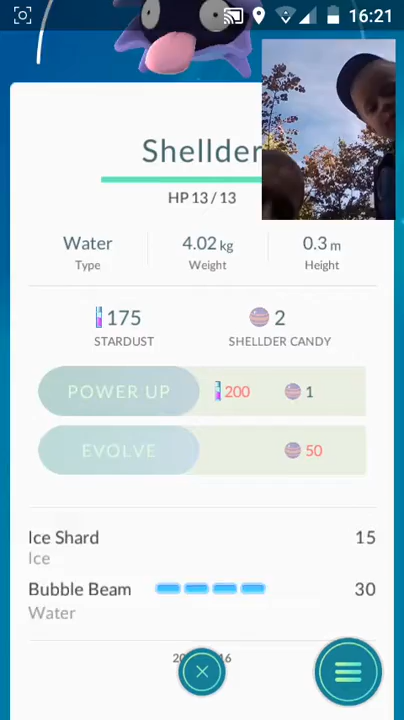 16:21
Shellder
HP 13 / 13
Water 4.02 kg 0.3 m
Type Weight Height
175 2
STARDUST SHELLDER CANDY
POWER UP 200 1
EVOLVE 50
Ice Shard 15
Ice
Bubble Beam 30
Water